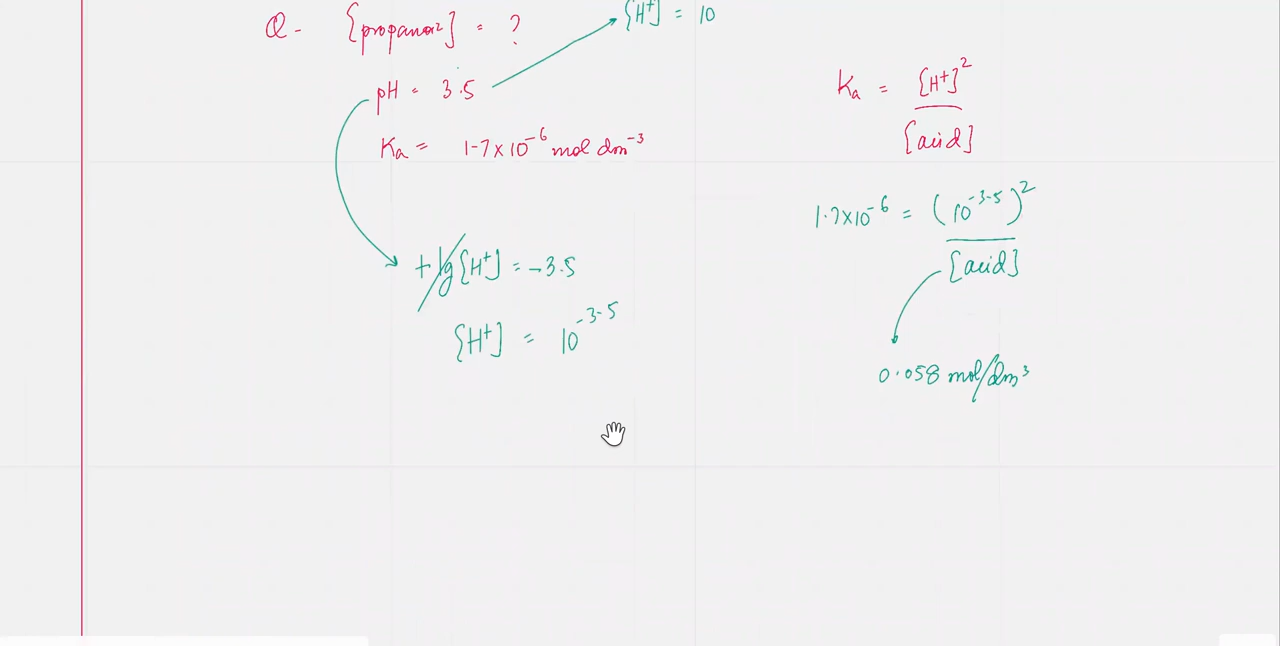 Q - [propanoic] = ?
[H⁺] = 10
pH = 3.5
Ka = 1.7×10⁻⁶ mol dm⁻³
+lg[H⁺] = -3.5
[H⁺] = 10⁻³·⁵
Ka = [H⁺]²
[acid]
1.7×10⁻⁶ = (10⁻³·⁵)²
[acid]
0.058 mol/dm³